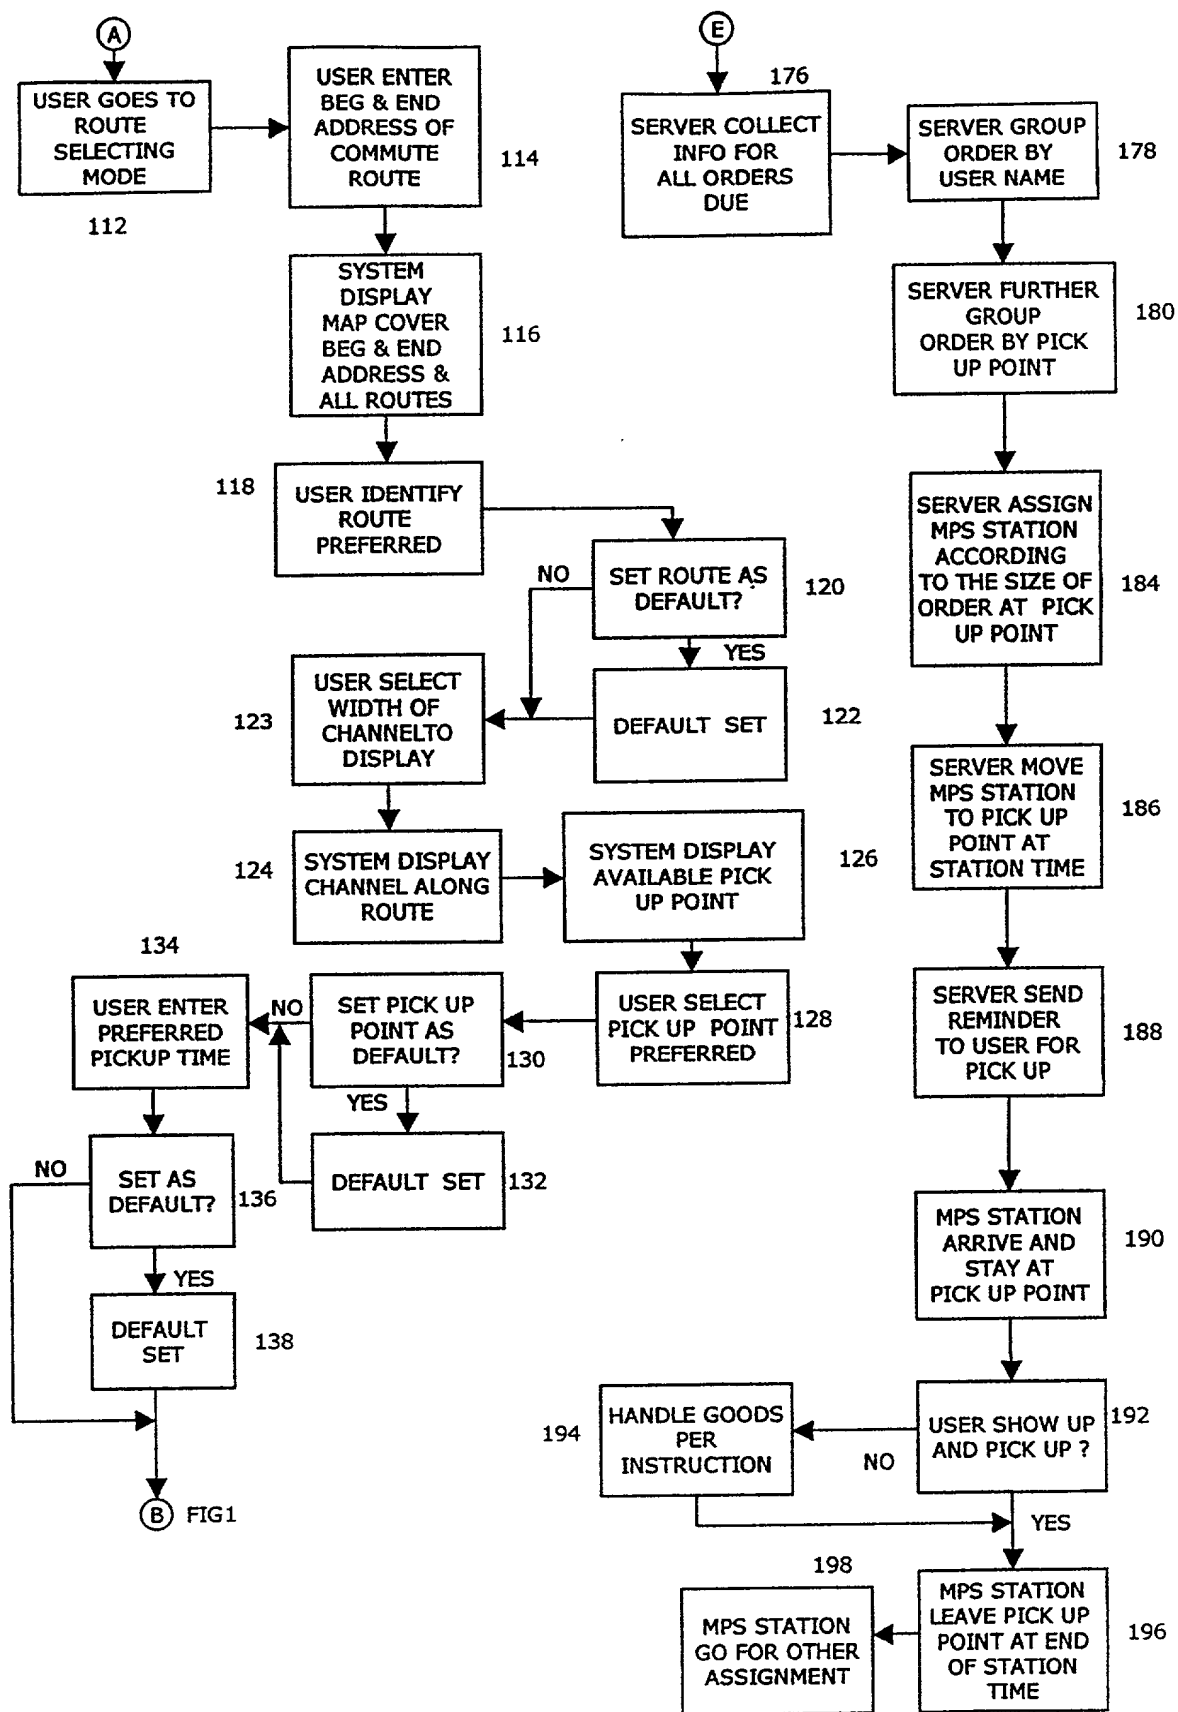 A
USER GOES TO
ROUTE
SELECTING
MODE
112
USER ENTER
BEG & END
ADDRESS OF
COMMUTE
ROUTE
114
SYSTEM
DISPLAY
MAP COVER
BEG & END
ADDRESS &
ALL ROUTES
116
118
USER IDENTIFY
ROUTE
PREFERRED
SET ROUTE AS
DEFAULT?
120
NO
YES
DEFAULT SET
122
123
USER SELECT
WIDTH OF
CHANNELTO
DISPLAY
124
SYSTEM DISPLAY
CHANNEL ALONG
ROUTE
SYSTEM DISPLAY
AVAILABLE PICK
UP POINT
126
USER SELECT
PICK UP POINT
PREFERRED
128
SET PICK UP
POINT AS
DEFAULT?
130
NO
YES
DEFAULT SET
132
134
USER ENTER
PREFERRED
PICKUP TIME
SET AS
DEFAULT?
136
NO
YES
DEFAULT
SET
138
B FIG1
E
176
SERVER COLLECT
INFO FOR
ALL ORDERS
DUE
SERVER GROUP
ORDER BY
USER NAME
178
SERVER FURTHER
GROUP
ORDER BY PICK
UP POINT
180
SERVER ASSIGN
MPS STATION
ACCORDING
TO THE SIZE OF
ORDER AT PICK
UP POINT
184
SERVER MOVE
MPS STATION
TO PICK UP
POINT AT
STATION TIME
186
SERVER SEND
REMINDER
TO USER FOR
PICK UP
188
MPS STATION
ARRIVE AND
STAY AT
PICK UP POINT
190
USER SHOW UP
AND PICK UP ?
192
NO
YES
194
HANDLE GOODS
PER
INSTRUCTION
MPS STATION
LEAVE PICK UP
POINT AT END
OF STATION
TIME
196
198
MPS STATION
GO FOR OTHER
ASSIGNMENT